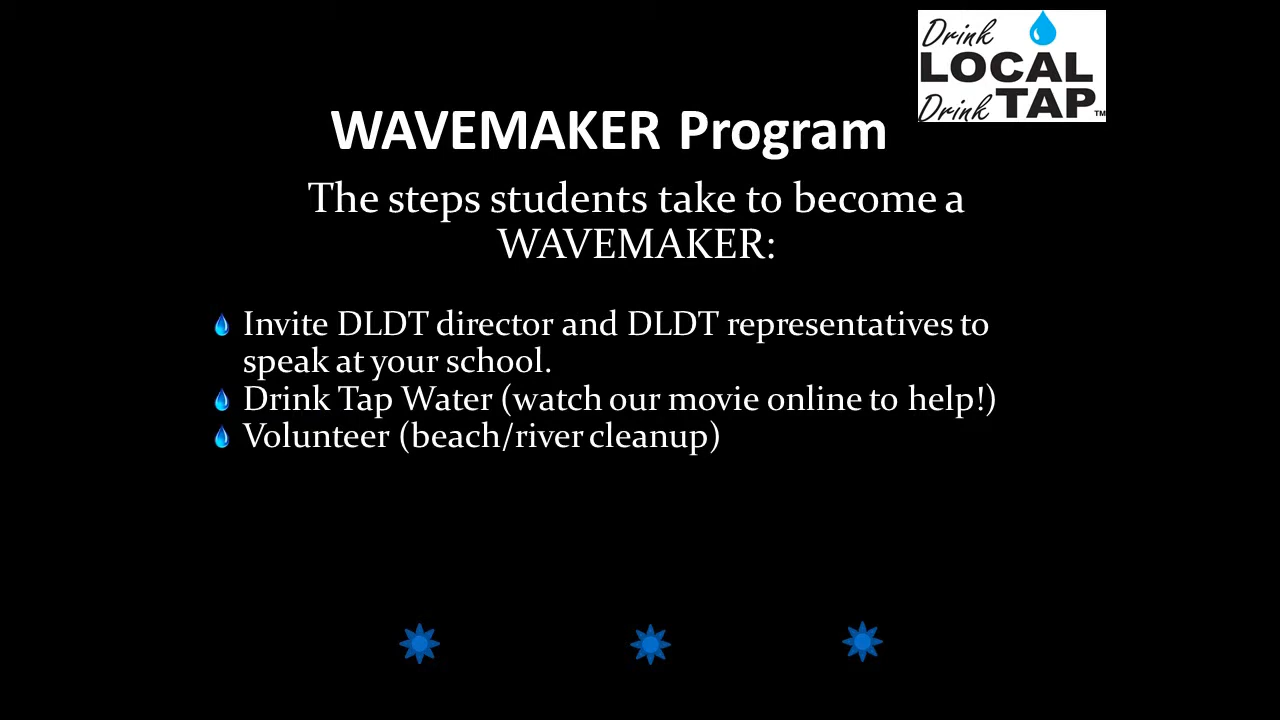 Drink
LOCAL
Drink TAP™
WAVEMAKER Program
The steps students take to become a
WAVEMAKER:
Invite DLDT director and DLDT representatives to
speak at your school.
Drink Tap Water (watch our movie online to help!)
Volunteer (beach/river cleanup)